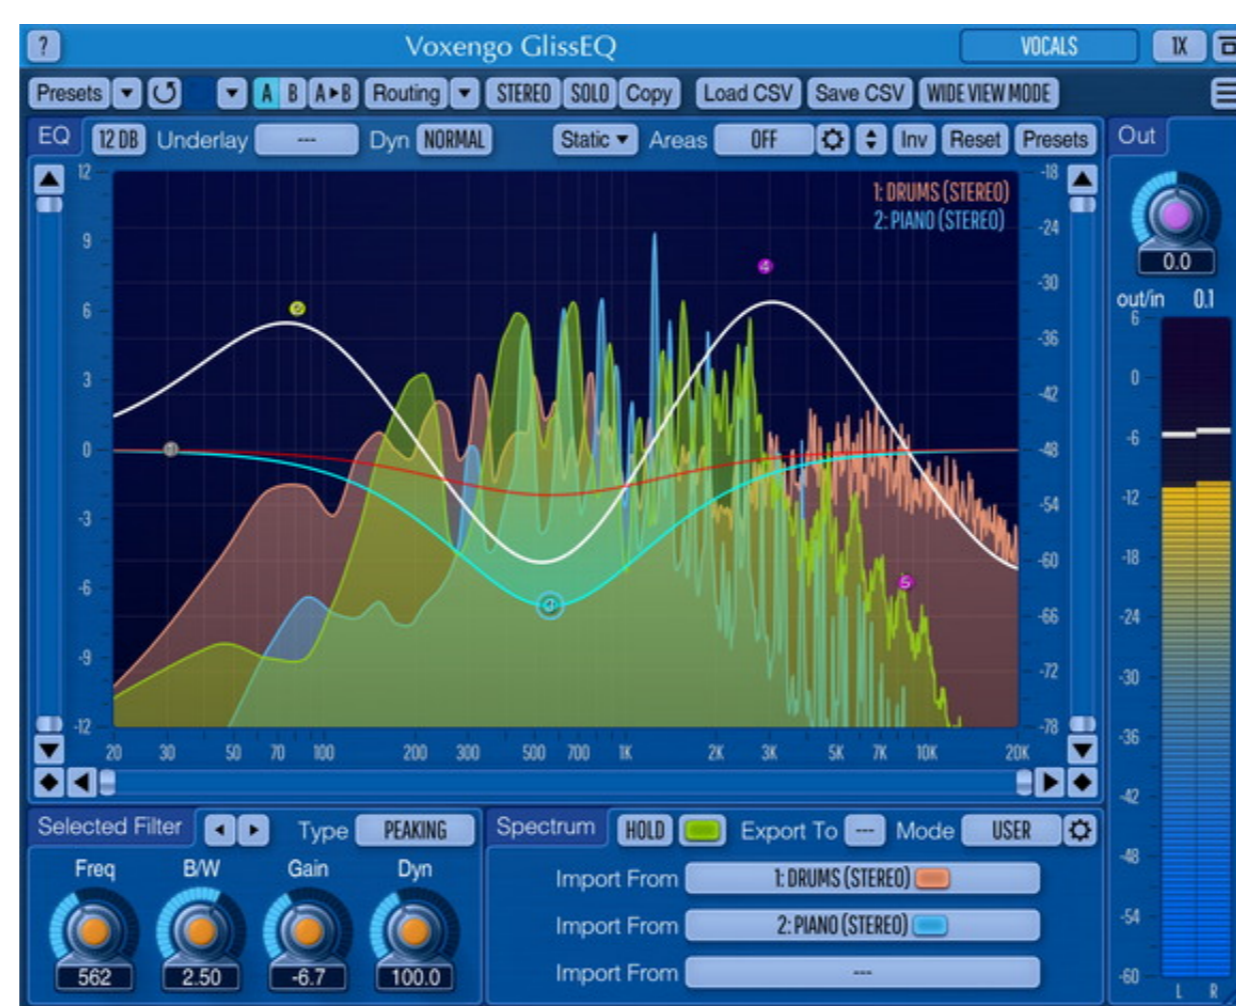 ? Voxengo GlissEQ VOCALS 1X
Presets A B A▸B Routing STEREO SOLO Copy Load CSV Save CSV WIDE VIEW MODE
EQ 12 DB Underlay --- Dyn NORMAL Static Areas OFF Inv Reset Presets Out
12 -18
1: DRUMS (STEREO)
2: PIANO (STEREO)
9 -24
-30
0.0
out/in 0.1
6 -36
3 -42
0 -48
-3 -54
-6 -60
-66
-9 -72
-12 -78
4
5
20 30 50 70 100 200 300 500 700 1K 2K 3K 5K 7K 10K 20K
6
0
-6
-12
-18
-24
-30
-36
-42
-48
-54
-60
L R
Selected Filter Type PEAKING
Freq B/W Gain Dyn
562 2.50 -6.7 100.0
Spectrum HOLD Export To --- Mode USER
Import From 1: DRUMS (STEREO)
Import From 2: PIANO (STEREO)
Import From ---